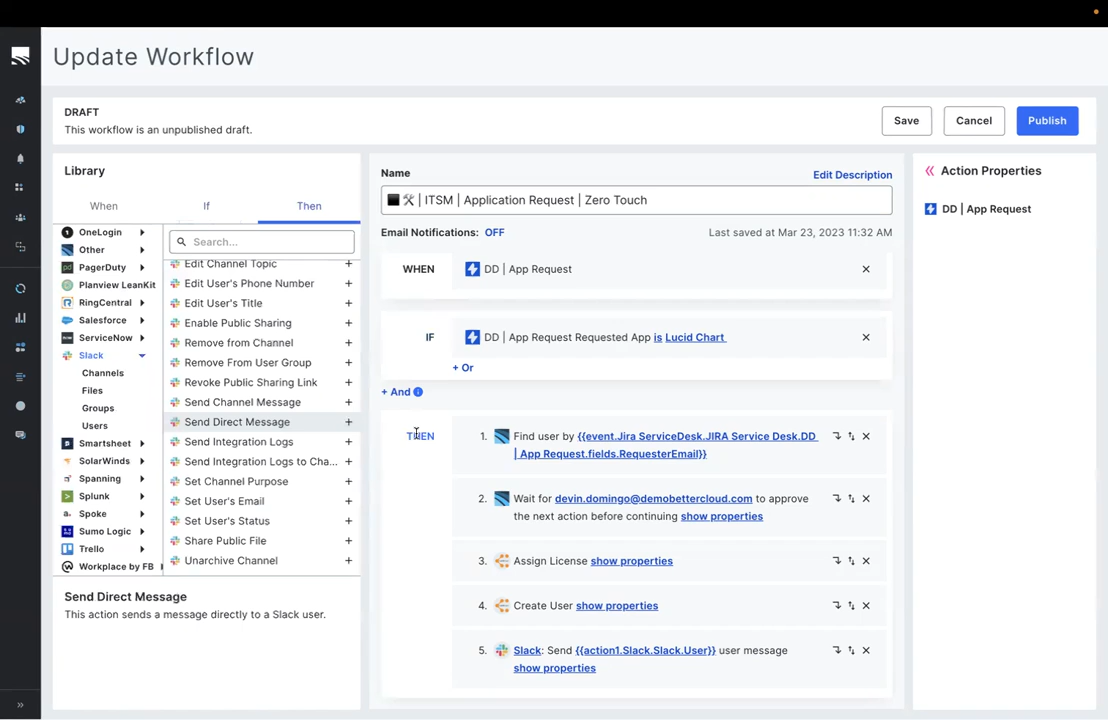 Update Workflow
DRAFT
This workflow is an unpublished draft.
Save
Cancel
Publish
Library
When
If
Then
OneLogin
Other
PagerDuty
Planview LeanKit
RingCentral
Salesforce
ServiceNow
Slack
Channels
Files
Groups
Users
Smartsheet
SolarWinds
Spanning
Splunk
Spoke
Sumo Logic
Trello
Workplace by FB
Search...
Edit Channel Topic
Edit User's Phone Number
Edit User's Title
Enable Public Sharing
Remove from Channel
Remove From User Group
Revoke Public Sharing Link
Send Channel Message
Send Direct Message
Send Integration Logs
Send Integration Logs to Cha...
Set Channel Purpose
Set User's Email
Set User's Status
Share Public File
Unarchive Channel
Send Direct Message
This action sends a message directly to a Slack user.
Name
Edit Description
| ITSM | Application Request | Zero Touch
Email Notifications: OFF
Last saved at Mar 23, 2023 11:32 AM
WHEN
DD | App Request
IF
DD | App Request Requested App is Lucid Chart
+ Or
+ And
THEN
1. Find user by {{event.Jira ServiceDesk.JIRA Service Desk.DD
| App Request.fields.RequesterEmail}}
2. Wait for devin.domingo@demobettercloud.com to approve
the next action before continuing show properties
3. Assign License show properties
4. Create User show properties
5. Slack: Send {{action1.Slack.Slack.User}} user message
show properties
Action Properties
DD | App Request